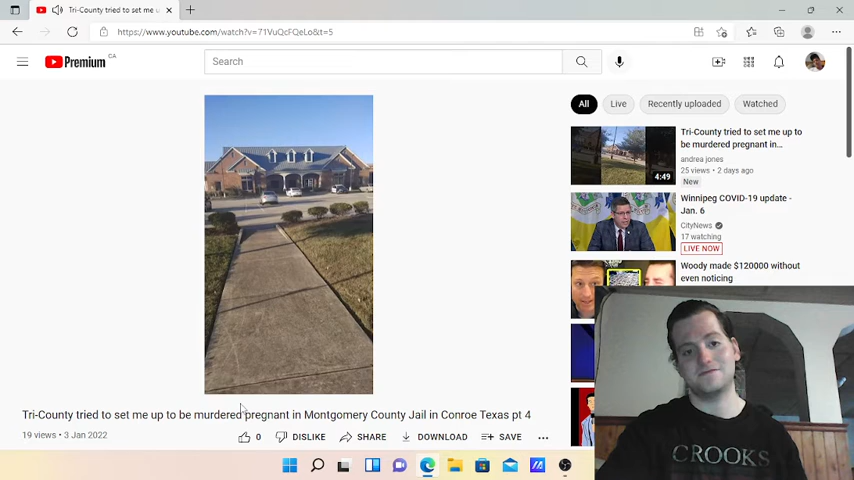 Tri-County tried to set me u
https://www.youtube.com/watch?v=71VuQcFQeLo&t=5
Premium CA
Search
All
Live
Recently uploaded
Watched
Tri-County tried to set me up to
be murdered pregnant in...
andrea jones
25 views • 2 days ago
New
4:49
Winnipeg COVID-19 update -
Jan. 6
CityNews
17 watching
LIVE NOW
Woody made $120000 without
even noticing
Tri-County tried to set me up to be murdered pregnant in Montgomery County Jail in Conroe Texas pt 4
19 views • 3 Jan 2022
0
DISLIKE
SHARE
DOWNLOAD
SAVE
CROOKS